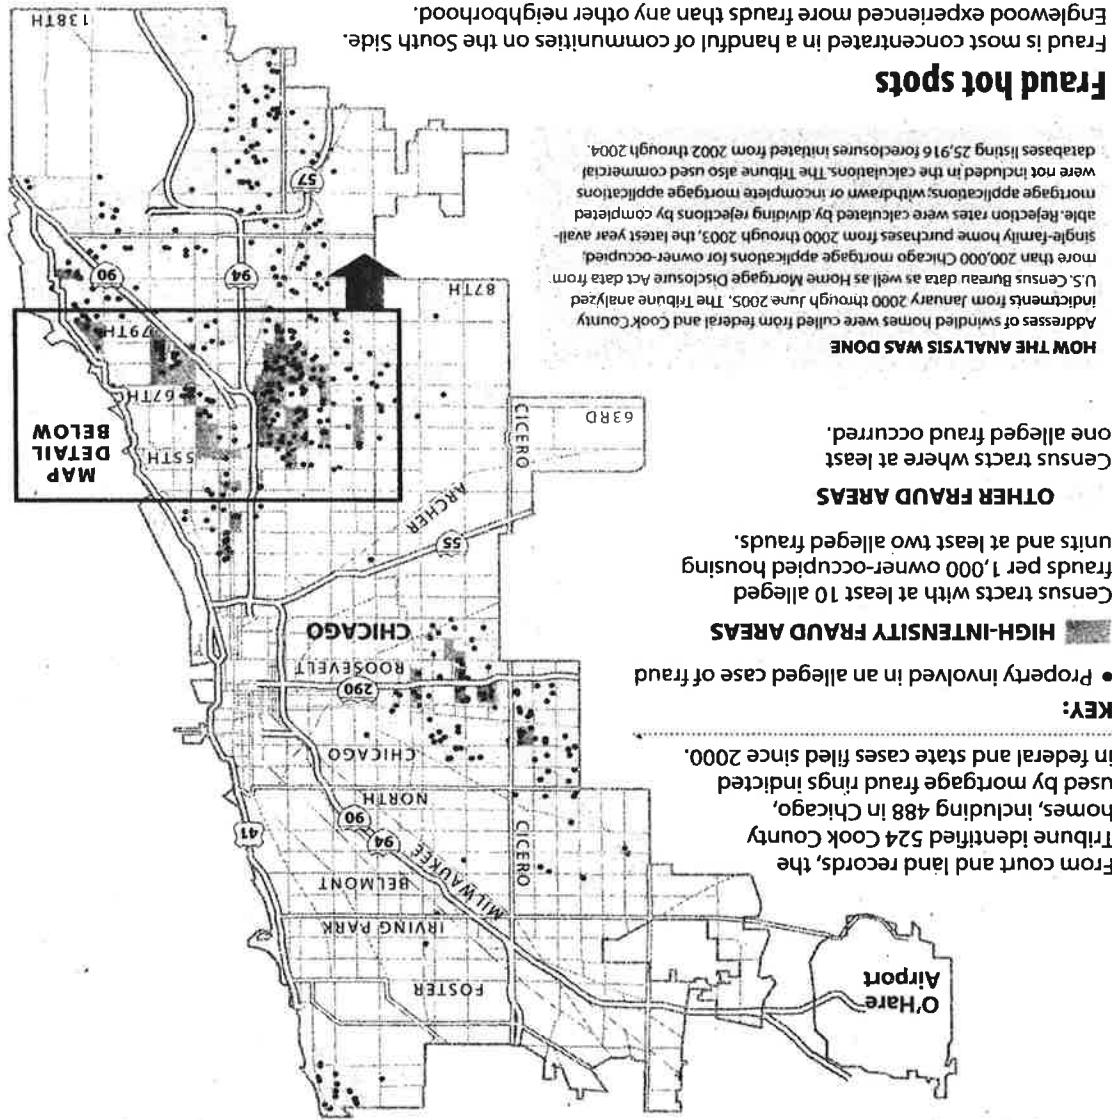 O'Hare
Airport
FOSTER
IRVING PARK
BELMONT
MILWAUKEE
94
90
41
CICERO
NORTH
CHICAGO
290
ROOSEVELT
CHICAGO
From court and land records, the
Tribune identified 524 Cook County
homes, including 488 in Chicago,
used by mortgage fraud rings indicted
in federal and state cases filed since 2000.
KEY:
• Property involved in an alleged case of fraud
HIGH-INTENSITY FRAUD AREAS
Census tracts with at least 10 alleged
frauds per 1,000 owner-occupied housing
units and at least two alleged frauds.
OTHER FRAUD AREAS
Census tracts where at least
one alleged fraud occurred.
55
ARCHER
CICERO
63RD
55TH
67TH
79TH
MAP
DETAIL
BELOW
87TH
94
90
57
138TH
HOW THE ANALYSIS WAS DONE
Addresses of swindled homes were culled from federal and Cook County
indictments from January 2000 through June 2005. The Tribune analyzed
U.S. Census Bureau data as well as Home Mortgage Disclosure Act data from
more than 200,000 Chicago mortgage applications for owner-occupied,
single-family home purchases from 2000 through 2003, the latest year avail-
able. Rejection rates were calculated by dividing rejections by completed
mortgage applications; withdrawn or incomplete mortgage applications
were not included in the calculations. The Tribune also used commercial
databases listing 25,916 foreclosures initiated from 2002 through 2004.
Fraud hot spots
Fraud is most concentrated in a handful of communities on the South Side.
Englewood experienced more frauds than any other neighborhood.